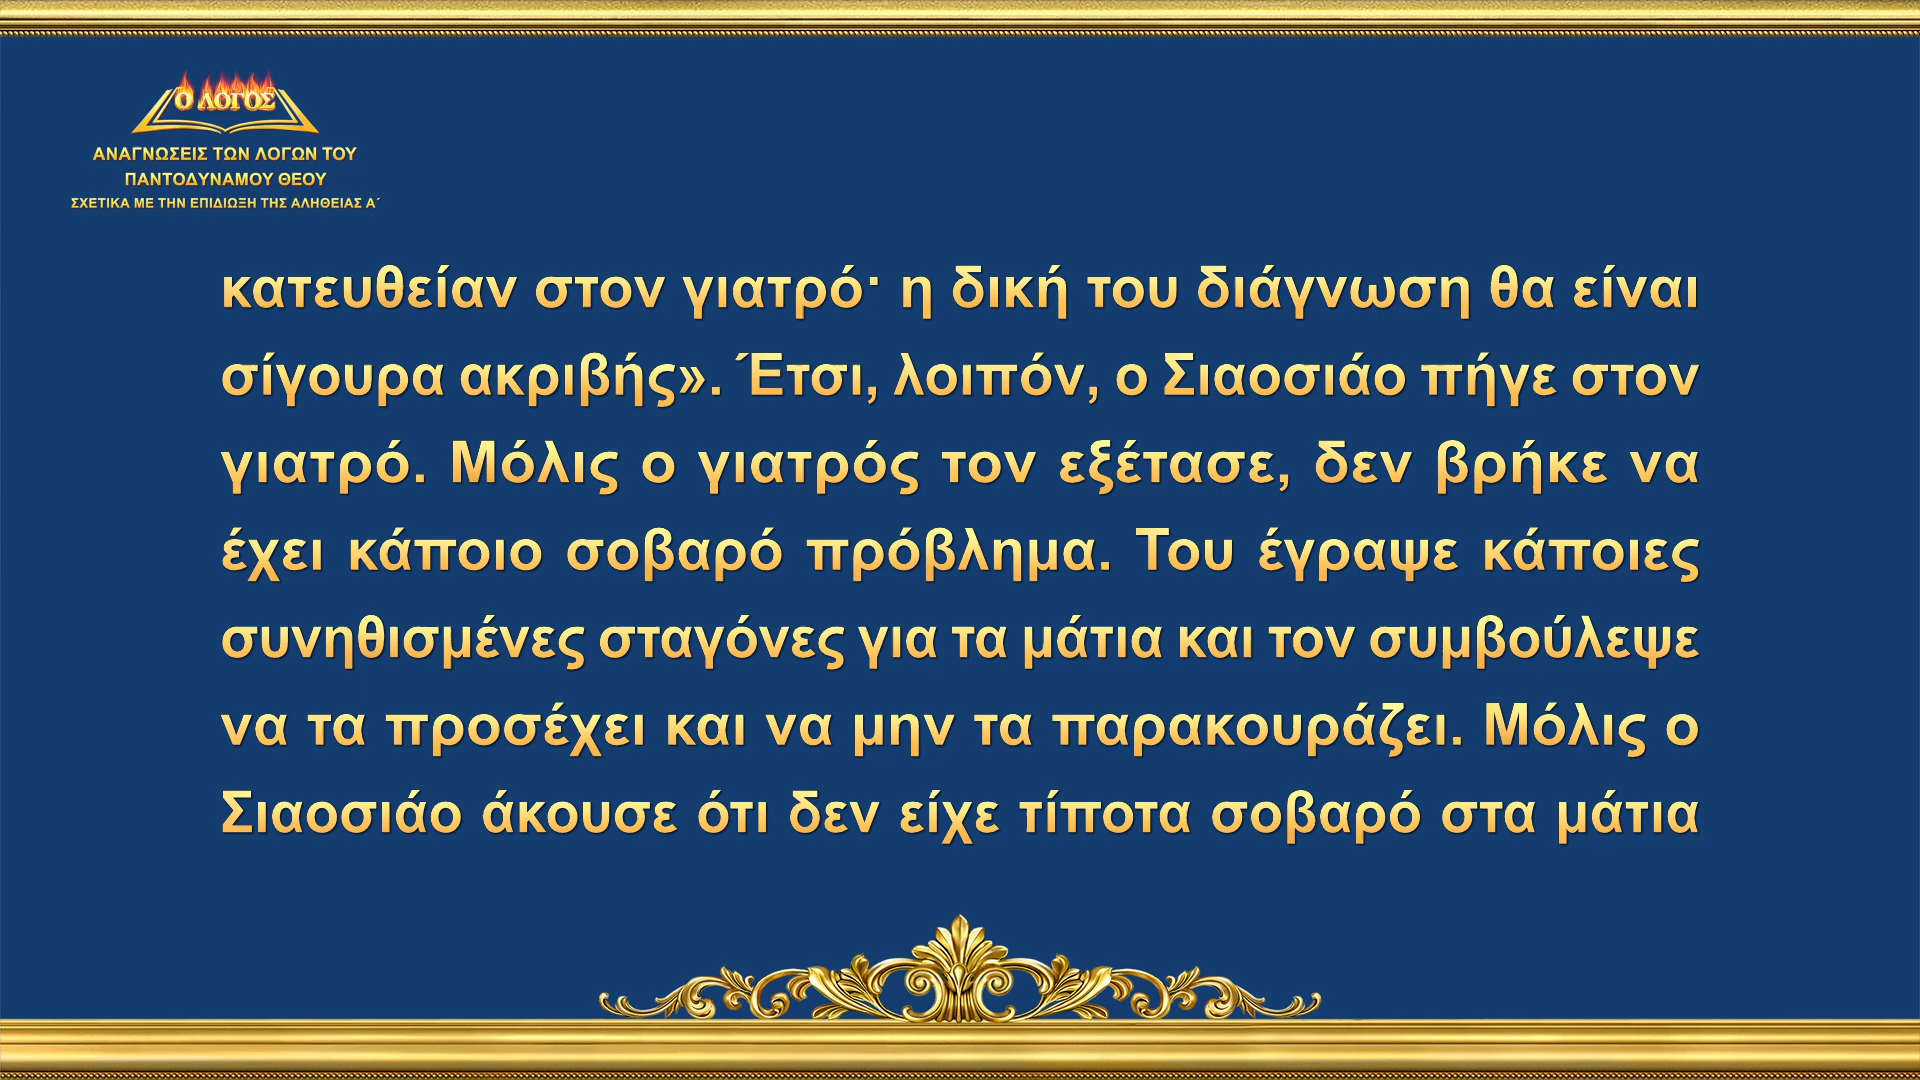 Ο ΛΟΓΟΣ
ΑΝΑΓΝΩΣΕΙΣ ΤΩΝ ΛΟΓΩΝ ΤΟΥ
ΠΑΝΤΟΔΥΝΑΜΟΥ ΘΕΟΥ
ΣΧΕΤΙΚΑ ΜΕ ΤΗΝ ΕΠΙΔΙΩΞΗ ΤΗΣ ΑΛΗΘΕΙΑΣ Α΄
κατευθείαν στον γιατρό· η δική του διάγνωση θα είναι
σίγουρα ακριβής». Έτσι, λοιπόν, ο Σιαοσιάο πήγε στον
γιατρό. Μόλις ο γιατρός τον εξέτασε, δεν βρήκε να
έχει κάποιο σοβαρό πρόβλημα. Του έγραψε κάποιες
συνηθισμένες σταγόνες για τα μάτια και τον συμβούλεψε
να τα προσέχει και να μην τα παρακουράζει. Μόλις ο
Σιαοσιάο άκουσε ότι δεν είχε τίποτα σοβαρό στα μάτια